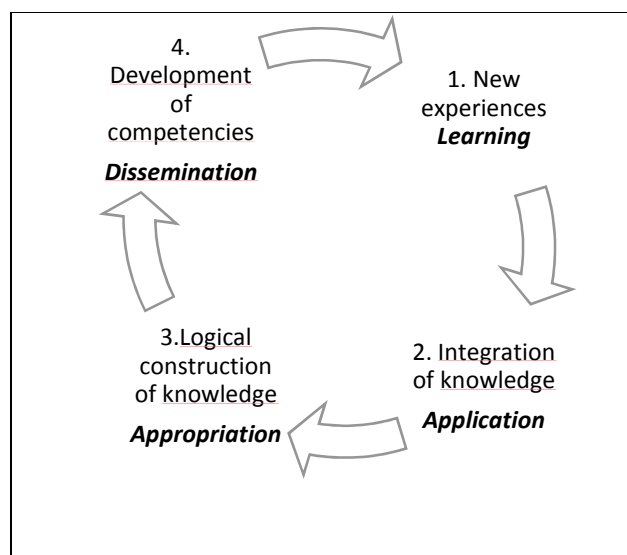 1. New
experiences
Learning
2. Integration
of knowledge
Application
3.Logical
construction
of knowledge
Appropriation
4.
Development
of
competencies
Dissemination